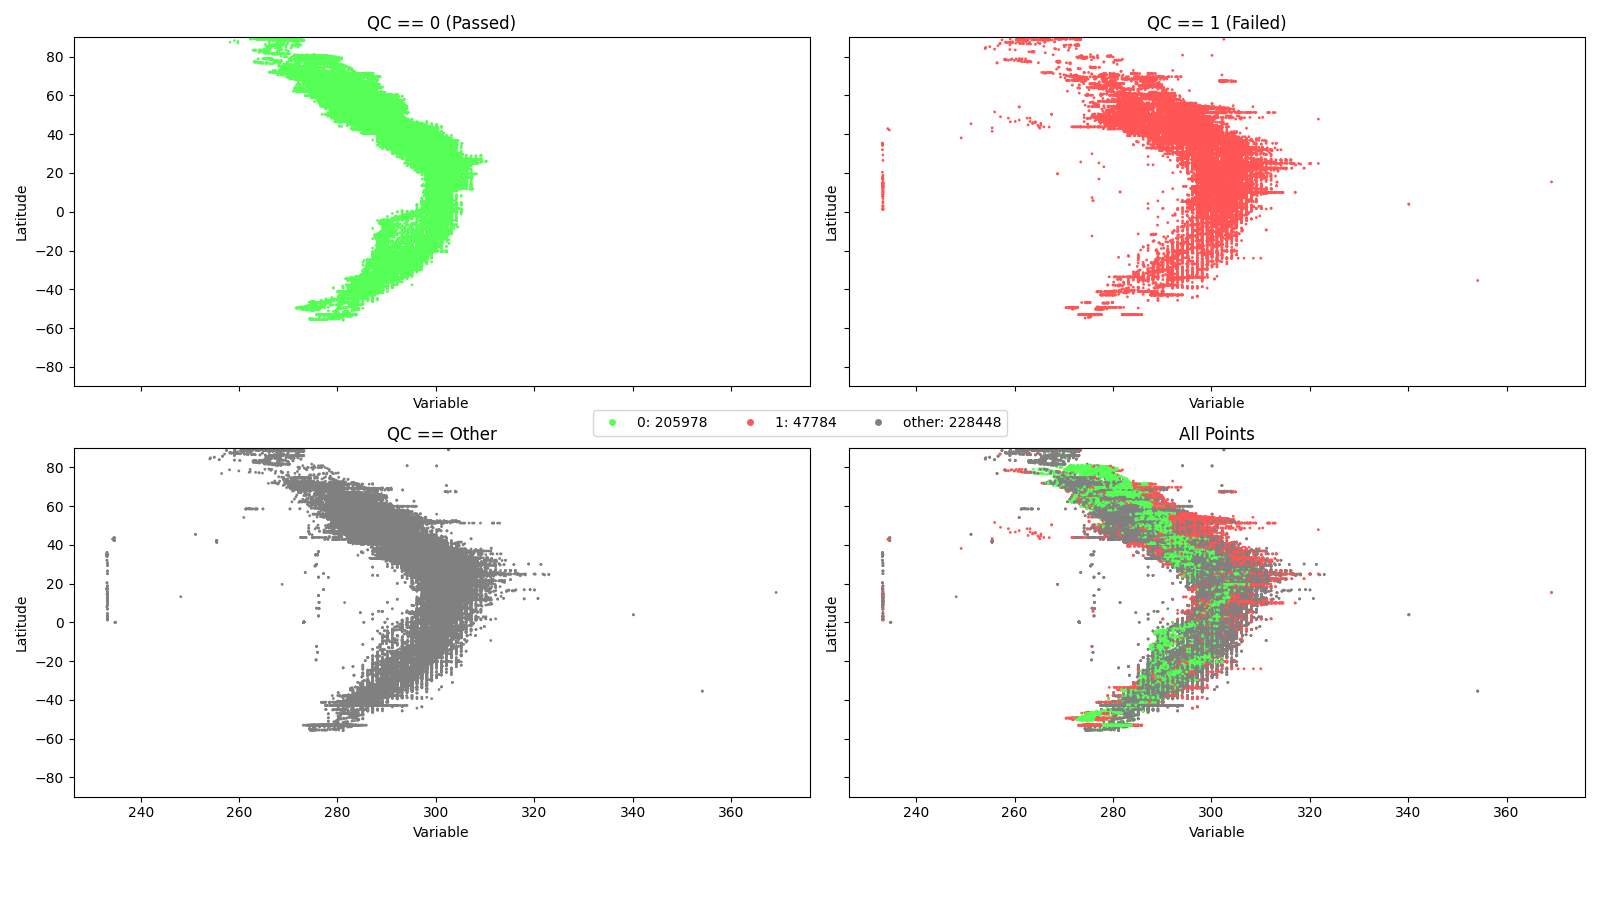 QC == 0 (Passed)
QC == 1 (Failed)
80
60
40
20
0
−20
−40
−60
−80
Latitude
Latitude
Variable
Variable
0: 205978
1: 47784
other: 228448
QC == Other
All Points
80
60
40
20
0
−20
−40
−60
−80
Latitude
Latitude
240
260
280
300
320
340
360
240
260
280
300
320
340
360
Variable
Variable